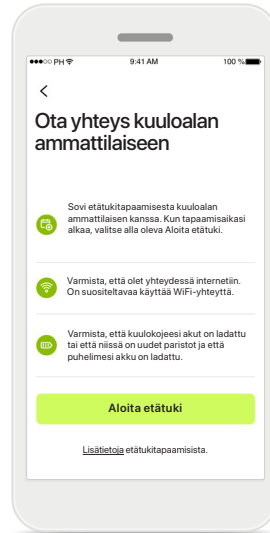 PH 9:41 AM 100 %
Ota yhteys kuuloalan
ammattilaiseen
Sovi etätukitapaamisesta kuuloalan
ammattilaisen kanssa. Kun tapaamisaikasi
alkaa, valitse alla oleva Aloita etätuki.
Varmista, että olet yhteydessä internetiin.
On suositeltavaa käyttää WiFi-yhteyttä.
Varmista, että kuulokojeesi akut on ladattu
tai että niissä on uudet paristot ja että
puhelimesi akku on ladattu.
Aloita etätuki
Lisätietoja etätukitapaamisista.